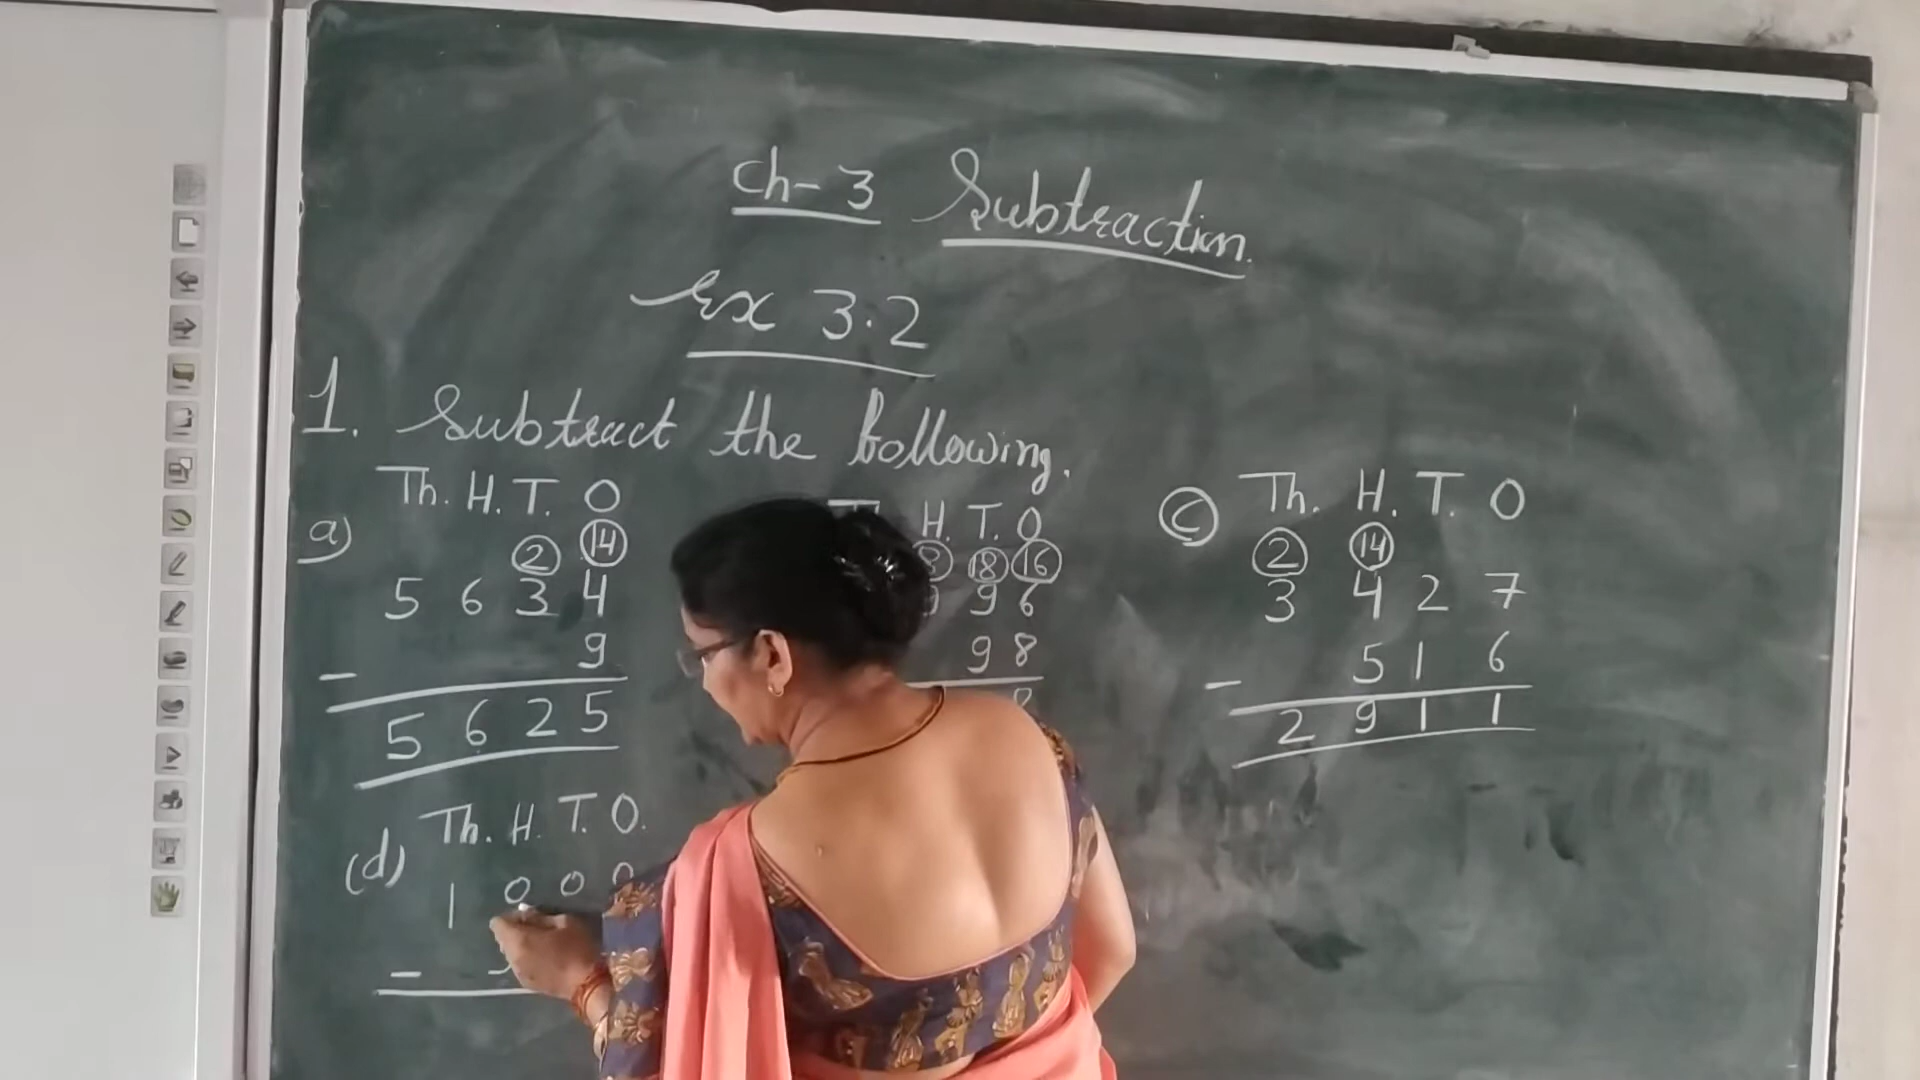 Ch-3 Subtraction.
Ex 3.2
1. Subtract the following.
a) Th. H. T. O
2 14
5 6 3 4
- 9
5 6 2 5
H. T. O
18 16
9 6
9 8
C Th. H. T. O
2 14
3 4 2 7
- 5 1 6
2 9 1 1
(d) Th. H. T. O.
1 0 0 0
-